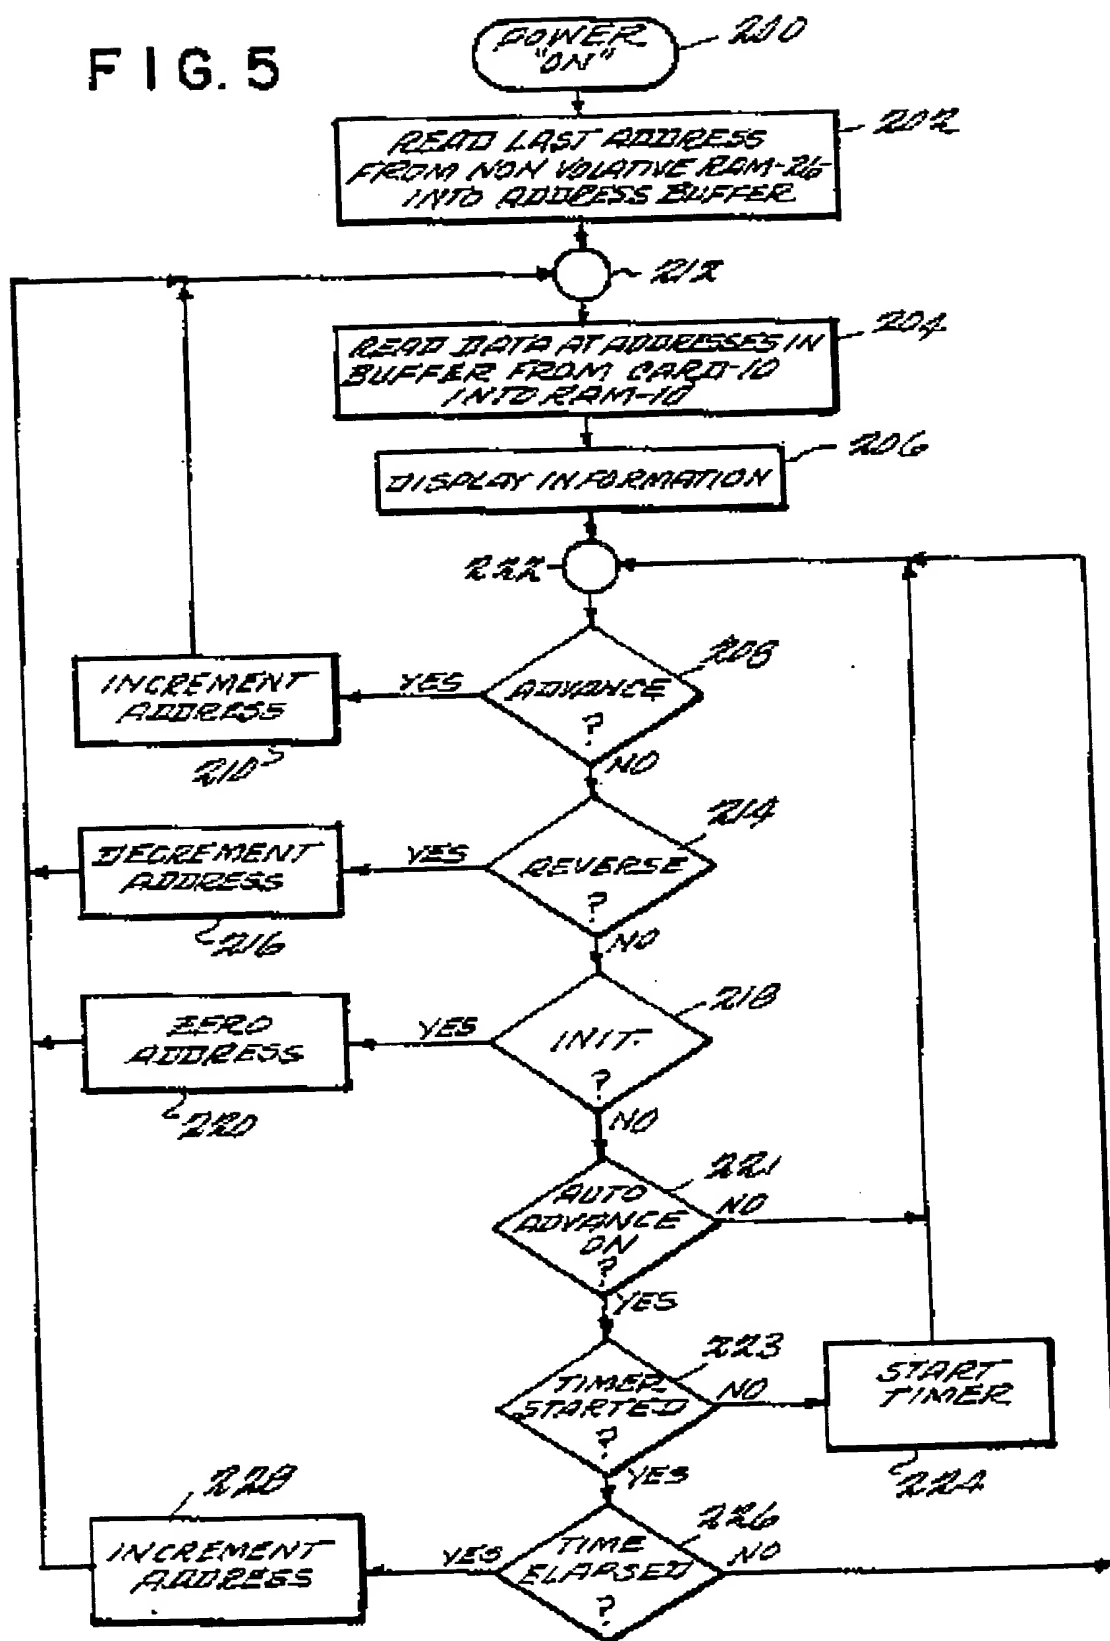 FIG. 5
POWER
"ON"
200
READ LAST ADDRESS
FROM NON VOLATIVE RAM-26
INTO ADDRESS BUFFER
202
212
READ DATA AT ADDRESSES IN
BUFFER FROM CARD-10
INTO RAM-18
204
DISPLAY INFORMATION
206
222
ADVANCE
?
208
YES
NO
INCREMENT
ADDRESS
210
REVERSE
?
214
YES
NO
DECREMENT
ADDRESS
216
INIT.
?
218
YES
NO
ZERO
ADDRESS
220
AUTO
ADVANCE
ON
?
221
NO
YES
TIMER
STARTED
?
223
NO
YES
START
TIMER
224
TIME
ELAPSED
?
226
YES
NO
INCREMENT
ADDRESS
228